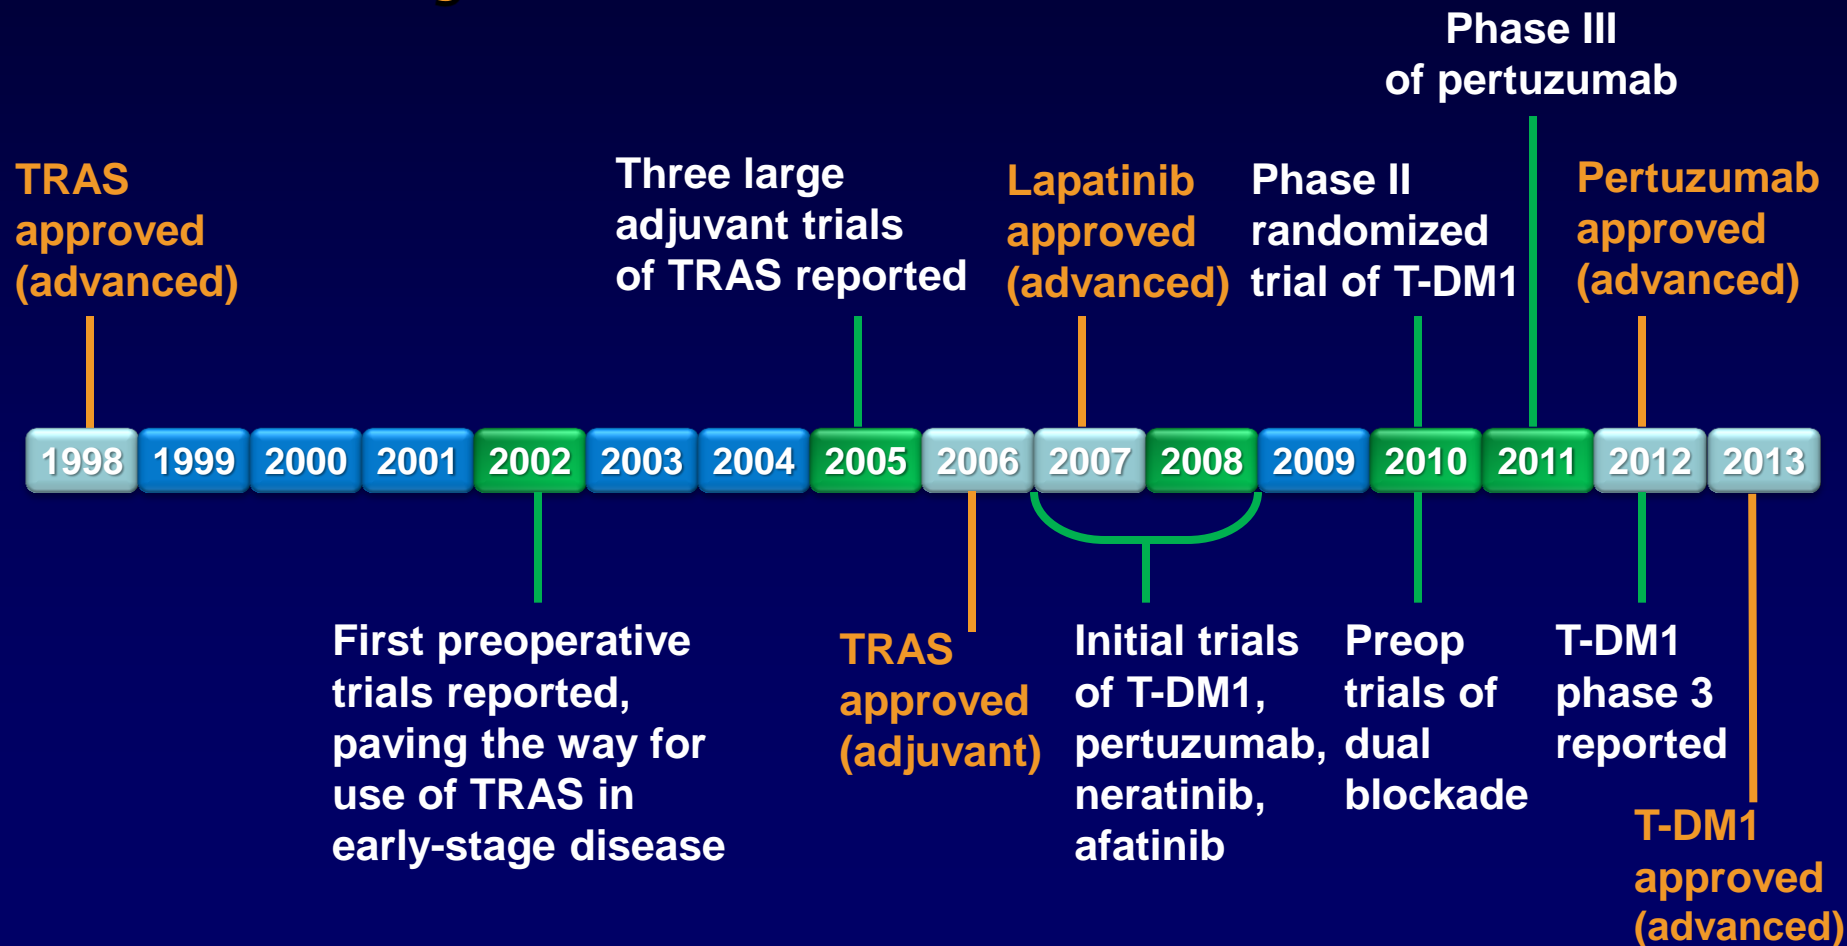 Phase III
of pertuzumab
TRAS
approved
(advanced)
Three large
adjuvant trials
of TRAS reported
Lapatinib
approved
(advanced)
Phase II
randomized
trial of T-DM1
Pertuzumab
approved
(advanced)
1998 1999 2000 2001 2002 2003 2004 2005 2006 2007 2008 2009 2010 2011 2012 2013
First preoperative
trials reported,
paving the way for
use of TRAS in
early-stage disease
TRAS
approved
(adjuvant)
Initial trials
of T-DM1,
pertuzumab,
neratinib,
afatinib
Preop
trials of
dual
blockade
T-DM1
phase 3
reported
T-DM1
approved
(advanced)